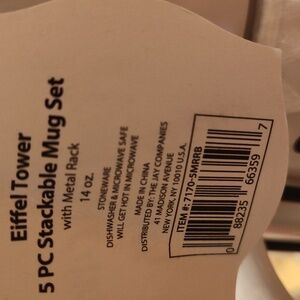 Eiffel Tower
5 PC Stackable Mug Set
with Metal Rack
14 oz.
STONEWARE
DISHWASHER & MICROWAVE SAFE
WILL GET HOT IN MICROWAVE
MADE IN CHINA
DISTRIBUTED BY: THE JAY COMPANIES
41 MADISON AVENUE
NEW YORK, NY 10010 U.S.A.
ITEM #: 7170-5MRRB
0 88235 66359 7